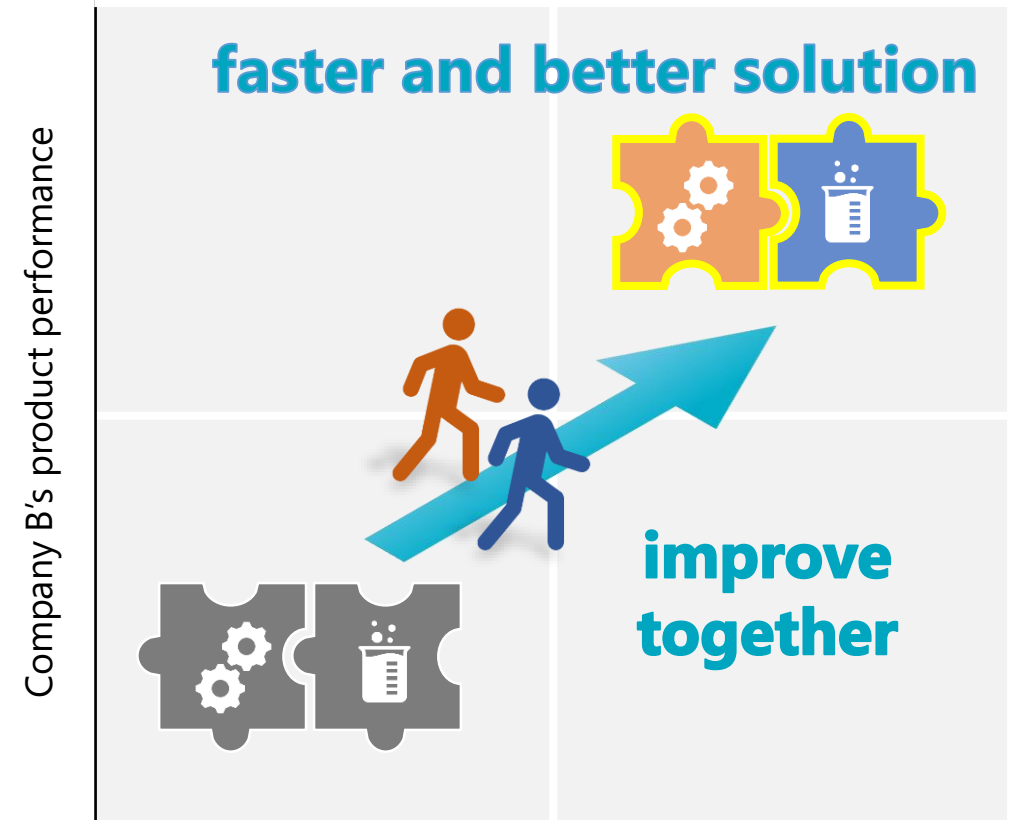 faster and better solution
Company B's product performance
improve
together